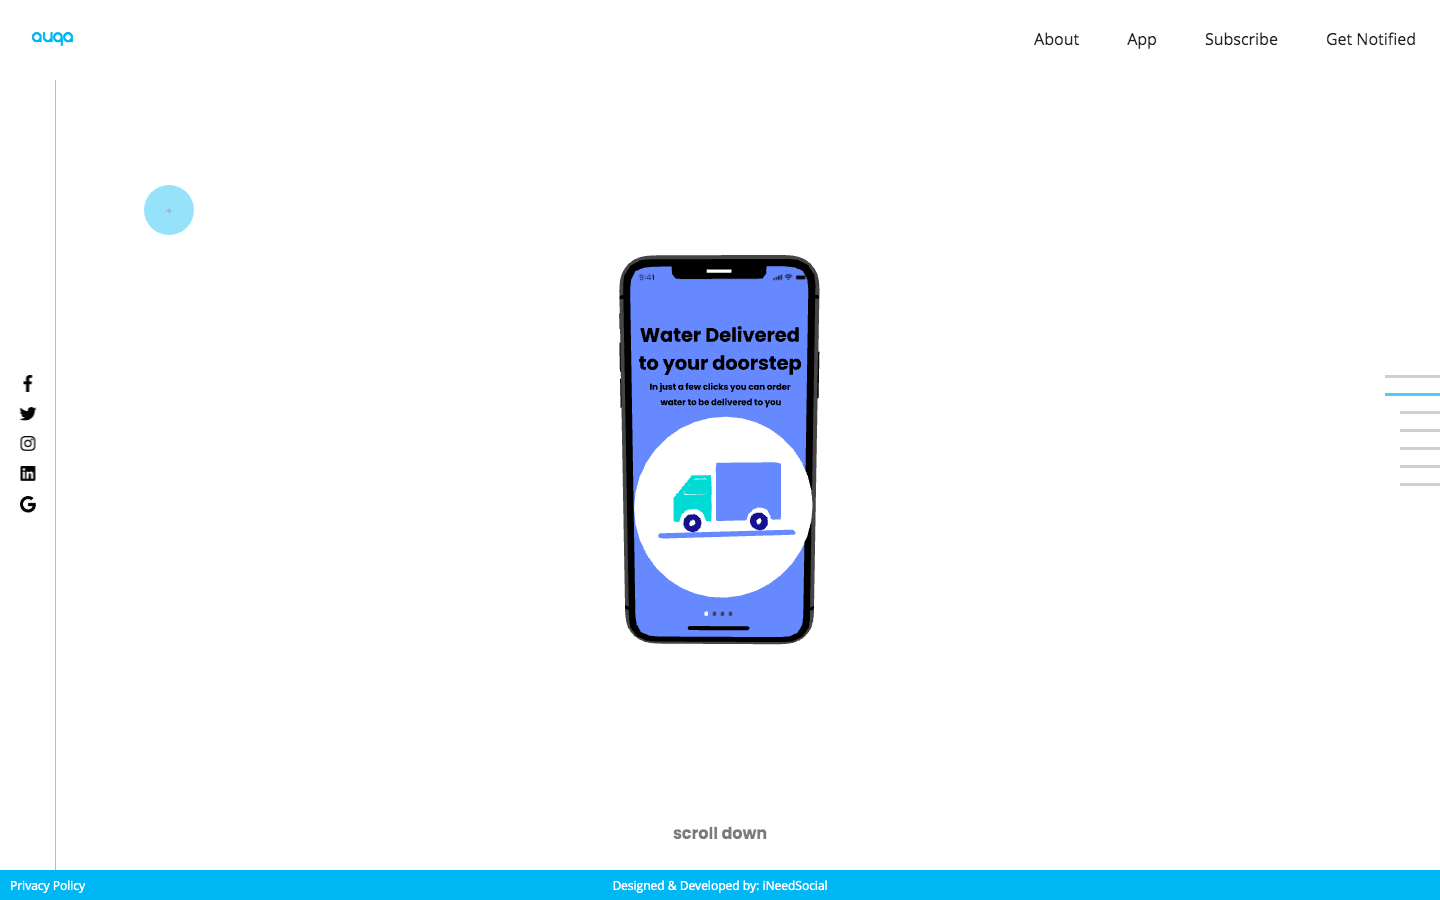 auqa
About
App
Subscribe
Get Notified
9:41
Water Delivered
to your doorstep
In just a few clicks you can order
water to be delivered to you
scroll down
Privacy Policy
Designed & Developed by: iNeedSocial